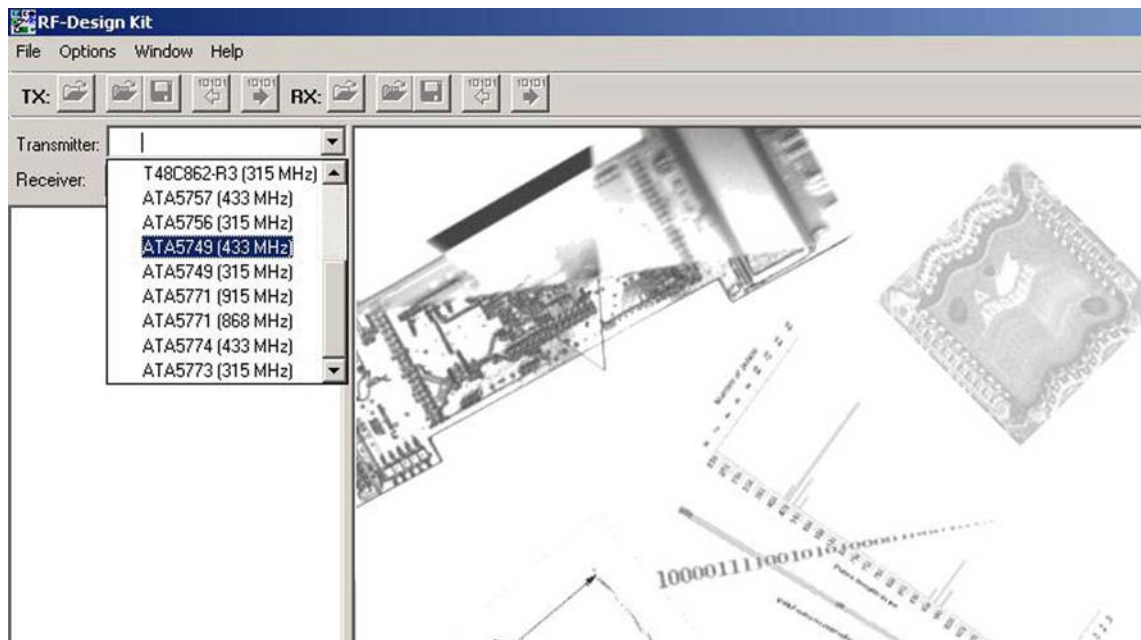 RF-Design Kit
File Options Window Help
TX: RX:
Transmitter:
Receiver:
T48C862-R3 (315 MHz)
ATA5757 (433 MHz)
ATA5756 (315 MHz)
ATA5749 (433 MHz)
ATA5749 (315 MHz)
ATA5771 (915 MHz)
ATA5771 (868 MHz)
ATA5774 (433 MHz)
ATA5773 (315 MHz)